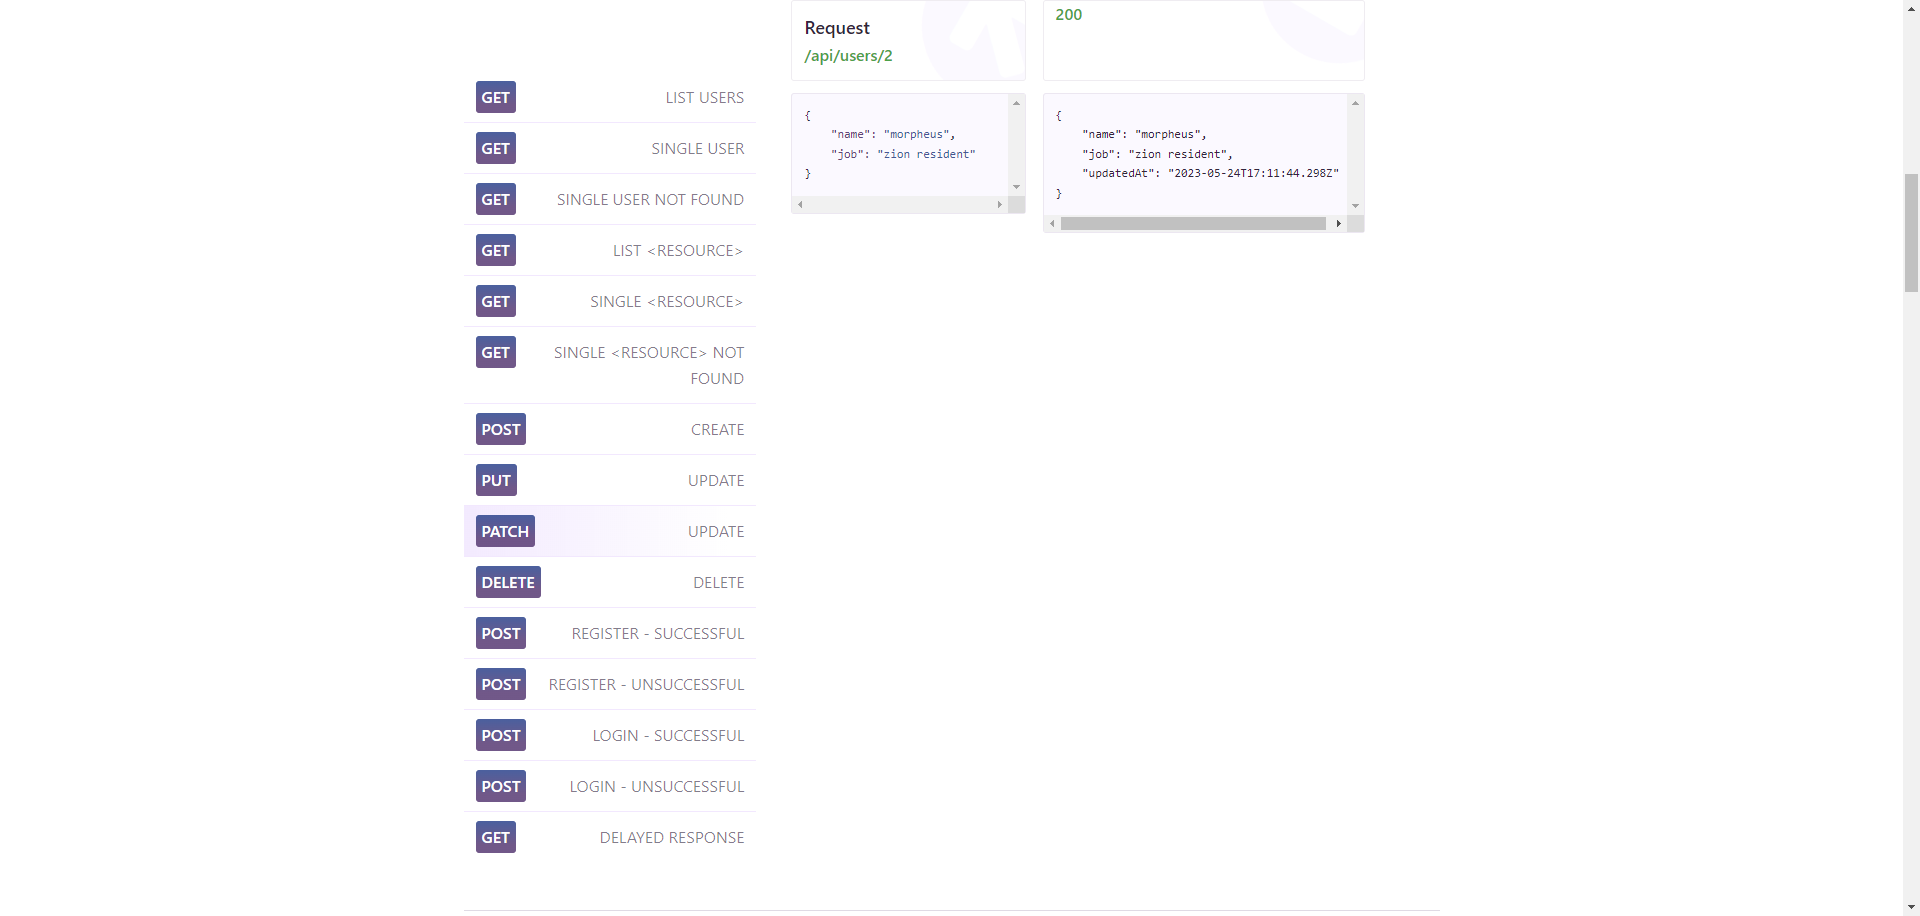 GET LIST USERS
GET SINGLE USER
GET SINGLE USER NOT FOUND
GET LIST <RESOURCE>
GET SINGLE <RESOURCE>
GET SINGLE <RESOURCE> NOT
FOUND
POST CREATE
PUT UPDATE
PATCH UPDATE
DELETE DELETE
POST REGISTER - SUCCESSFUL
POST REGISTER - UNSUCCESSFUL
POST LOGIN - SUCCESSFUL
POST LOGIN - UNSUCCESSFUL
GET DELAYED RESPONSE
Request
/api/users/2
{
    "name": "morpheus",
    "job": "zion resident"
}
200
{
    "name": "morpheus",
    "job": "zion resident",
    "updatedAt": "2023-05-24T17:11:44.298Z"
}